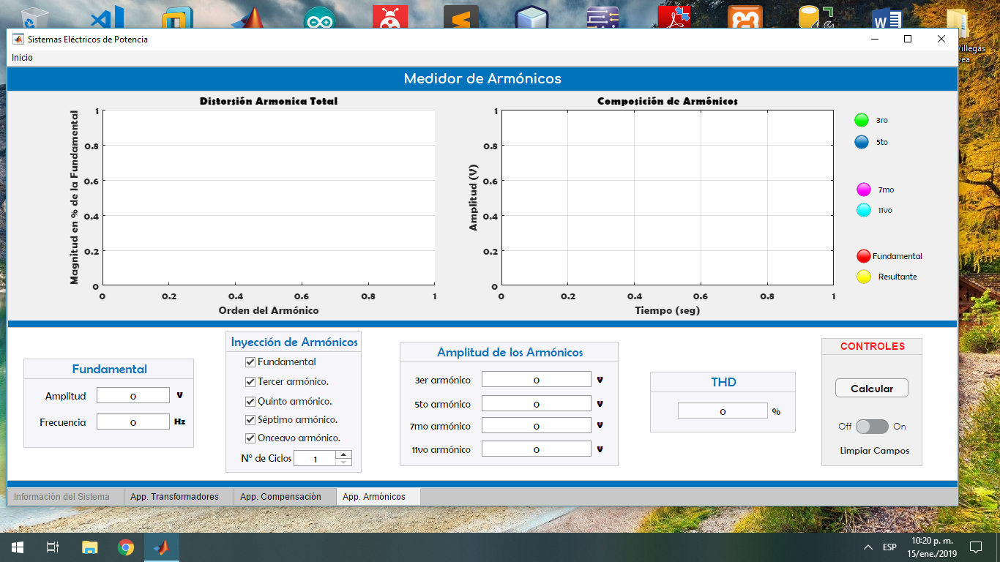 Sistemas Eléctricos de Potencia
Inicio
Villegas
Medidor de Armónicos
Distorsión Armonica Total
Magnitud en % de la Fundamental
1
0.8
0.6
0.4
0.2
0
0 0.2 0.4 0.6 0.8 1
Orden del Armónico
Composición de Armónicos
Amplitud (V)
1
0.8
0.6
0.4
0.2
0
0 0.2 0.4 0.6 0.8 1
Tiempo (seg)
3ro
5to
7mo
11vo
Fundamental
Resultante
Fundamental
Amplitud 0 V
Frecuencia 0 Hz
Inyección de Armónicos
Fundamental
Tercer armónico.
Quinto armónico.
Séptimo armónico.
Onceavo armónico.
N° de Ciclos 1
Amplitud de los Armónicos
3er armónico 0 V
5to armónico 0 V
7mo armónico 0 V
11vo armónico 0 V
THD
0 %
CONTROLES
Calcular
Off On
Limpiar Campos
Información del Sistema App. Transformadores App. Compensación App. Armónicos
ESP
10:20 p. m.
15/ene./2019